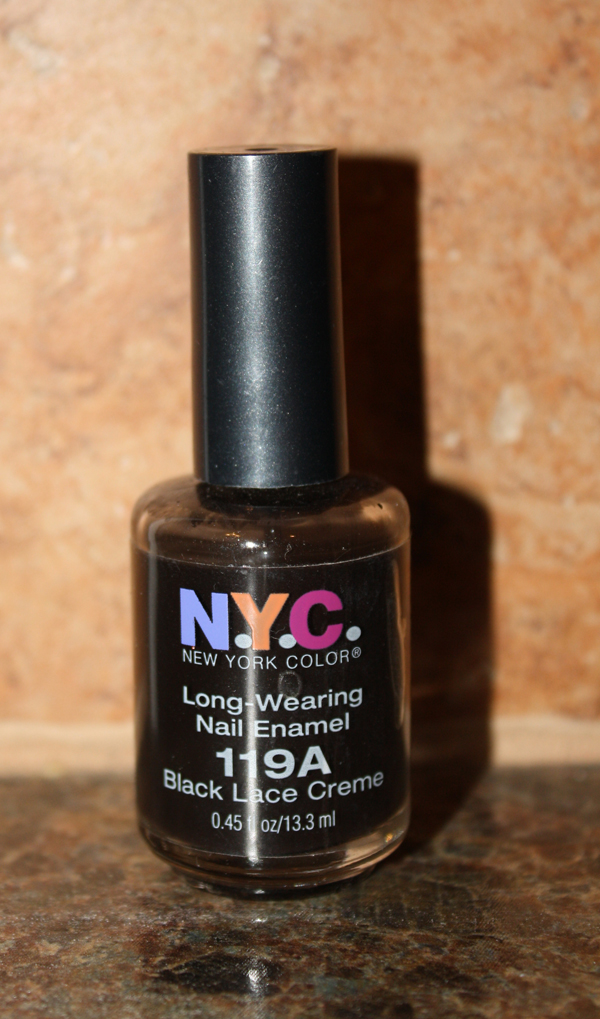 N.Y.C.
NEW YORK COLOR®
Long-Wearing
Nail Enamel
119A
Black Lace Creme
0.45 fl oz/13.3 ml